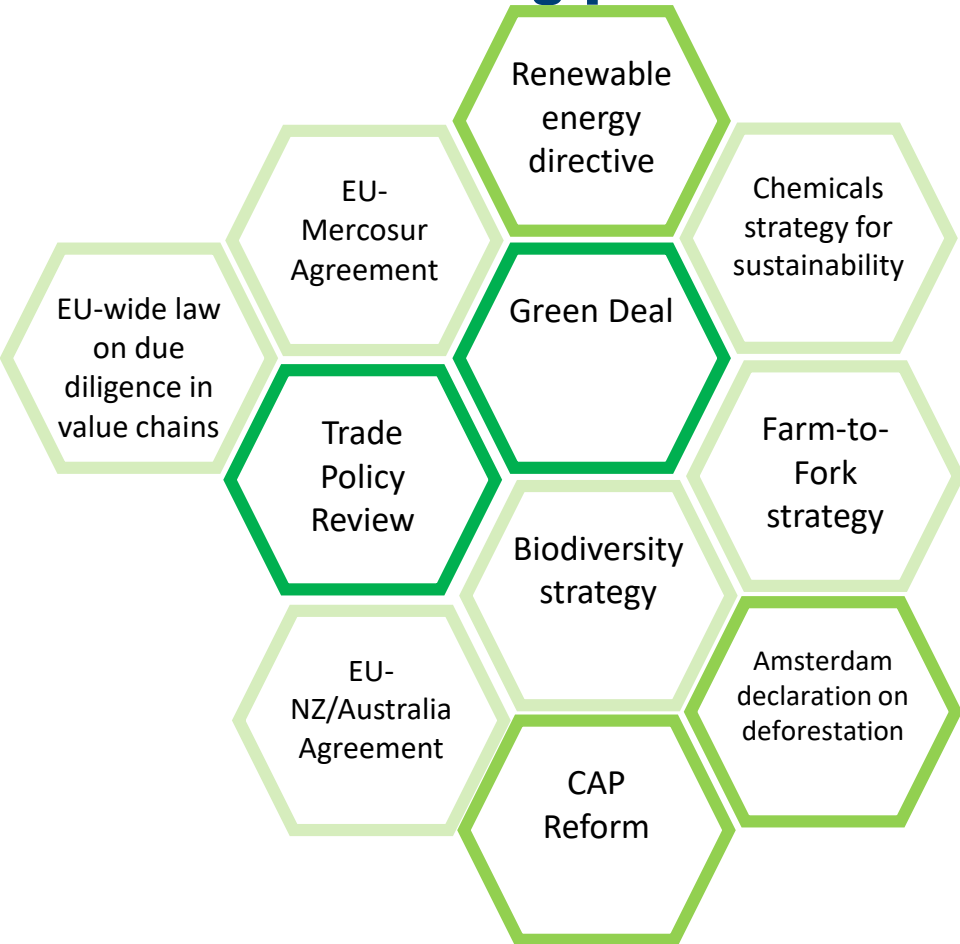 Renewable
energy
directive
EU-
Mercosur
Agreement
Chemicals
strategy for
sustainability
EU-wide law
on due
diligence in
value chains
Green Deal
Trade
Policy
Review
Farm-to-
Fork
strategy
Biodiversity
strategy
EU-
NZ/Australia
Agreement
Amsterdam
declaration on
deforestation
CAP
Reform